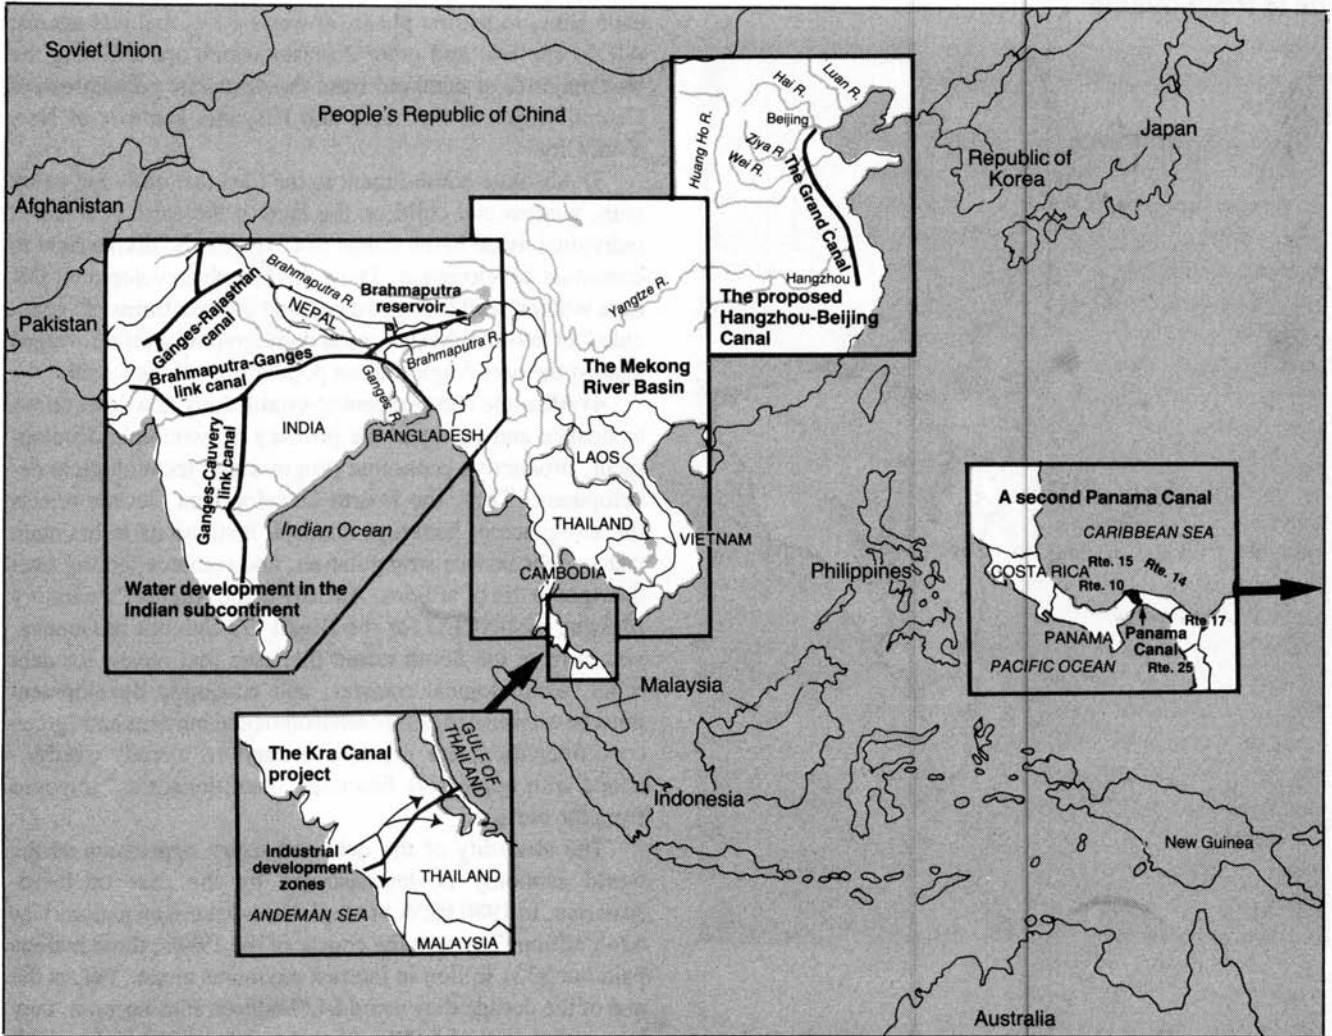 Soviet Union
People's Republic of China
Afghanistan
Pakistan
Japan
Republic of
Korea
Hai R.
Luan R.
Beijing
Huang Ho R.
Ziya R.
Wei R.
The Grand Canal
Hangzhou
Yangtze R.
The proposed
Hangzhou-Beijing
Canal
Brahmaputra R.
Brahmaputra
reservoir
NEPAL
Ganges-Rajasthan
canal
Brahmaputra-Ganges
link canal
Brahmaputra R.
Ganges R.
INDIA
BANGLADESH
Ganges-Cauvery
link canal
Indian Ocean
Water development in the
Indian subcontinent
The Mekong
River Basin
LAOS
THAILAND
VIETNAM
CAMBODIA
Philippines
A second Panama Canal
CARIBBEAN SEA
COSTA RICA
Rte. 15
Rte. 14
Rte. 10
Rte 17
PANAMA
Panama
Canal
Rte. 25
PACIFIC OCEAN
Malaysia
Indonesia
The Kra Canal
project
GULF OF
THAILAND
Industrial
development
zones
THAILAND
ANDEMAN SEA
MALAYSIA
New Guinea
Australia